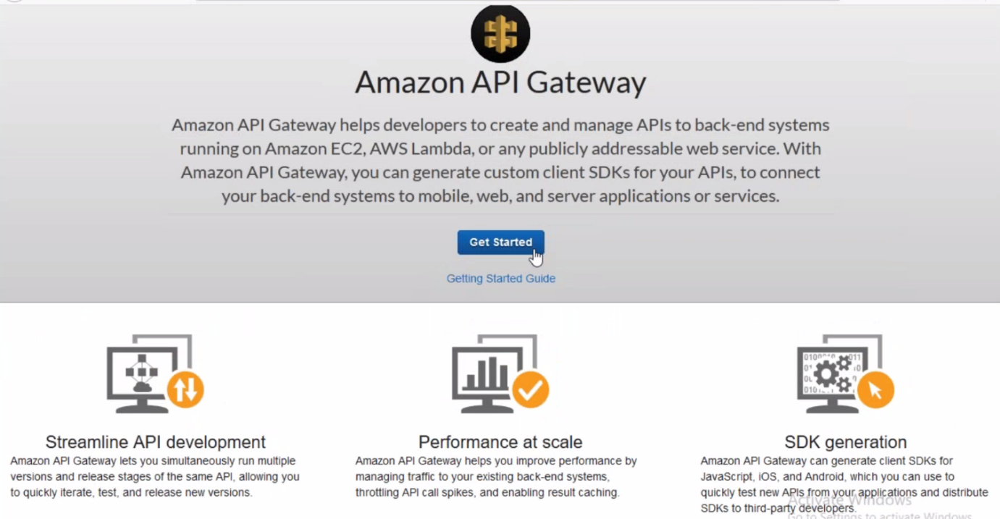 Amazon API Gateway
Amazon API Gateway helps developers to create and manage APIs to back-end systems
running on Amazon EC2, AWS Lambda, or any publicly addressable web service. With
Amazon API Gateway, you can generate custom client SDKs for your APIs, to connect
your back-end systems to mobile, web, and server applications or services.
Get Started
Getting Started Guide
Streamline API development
Amazon API Gateway lets you simultaneously run multiple
versions and release stages of the same API, allowing you
to quickly iterate, test, and release new versions.
Performance at scale
Amazon API Gateway helps you improve performance by
managing traffic to your existing back-end systems,
throttling API call spikes, and enabling result caching.
SDK generation
Amazon API Gateway can generate client SDKs for
JavaScript, iOS, and Android, which you can use to
quickly test new APIs from your applications and distribute
SDKs to third-party developers.
Activate Windows
Go to Settings to activate Windows.